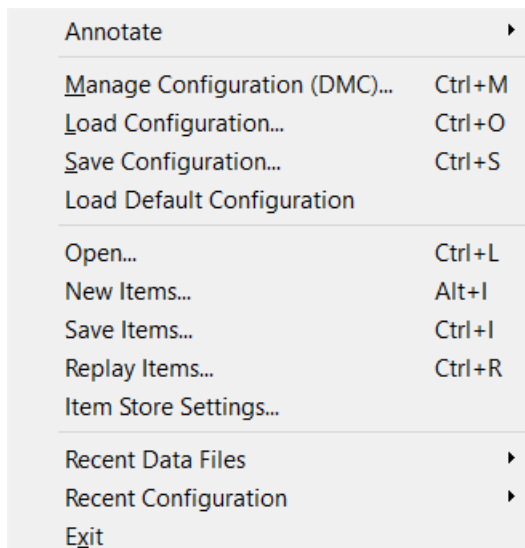 Annotate
Manage Configuration (DMC)... Ctrl+M
Load Configuration... Ctrl+O
Save Configuration... Ctrl+S
Load Default Configuration
Open... Ctrl+L
New Items... Alt+I
Save Items... Ctrl+I
Replay Items... Ctrl+R
Item Store Settings...
Recent Data Files
Recent Configuration
Exit